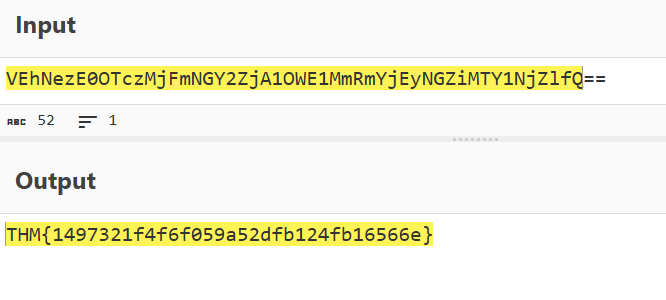 Input
VEhNezE0OTczMjFmNGY2ZjA1OWE1MmRmYjEyNGZiMTY1NjZlfQ==
ABC 52 1
Output
THM{1497321f4f6f059a52dfb124fb16566e}